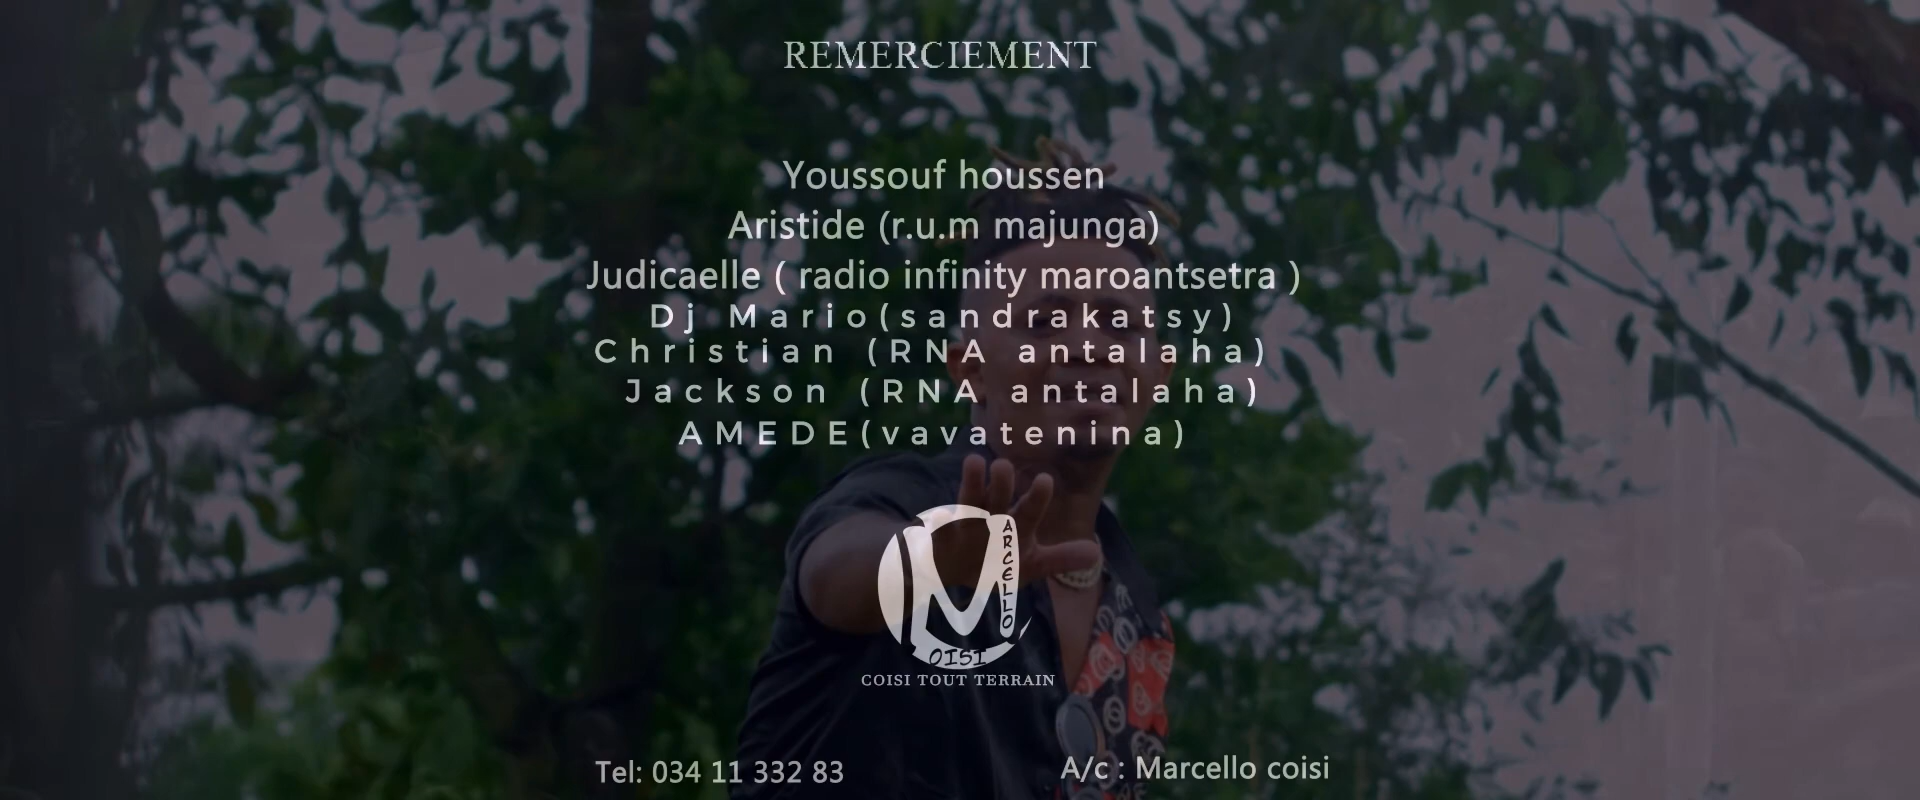 REMERCIEMENT
Youssouf houssen
Aristide (r.u.m majunga)
Judicaelle ( radio infinity maroantsetra )
Dj Mario(sandrakatsy)
Christian (RNA antalaha)
Jackson (RNA antalaha)
AMEDE(vavatenina)
MARCELLO
OISI
COISI TOUT TERRAIN
Tel: 034 11 332 83
A/c : Marcello coisi